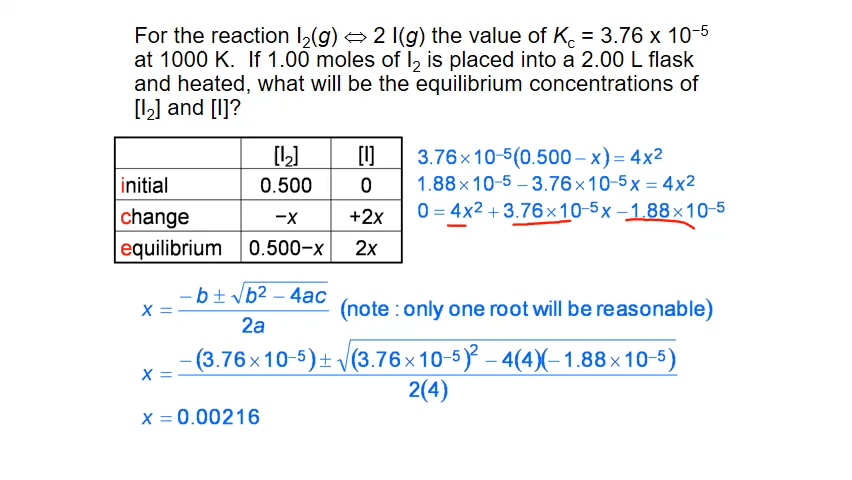 For the reaction I₂(g) ⇔ 2 I(g) the value of Kc = 3.76 x 10⁻⁵
at 1000 K. If 1.00 moles of I₂ is placed into a 2.00 L flask
and heated, what will be the equilibrium concentrations of
[I₂] and [I]?
[I₂] [I]
initial 0.500 0
change −x +2x
equilibrium 0.500−x 2x
3.76×10⁻⁵(0.500 − x) = 4x²
1.88×10⁻⁵ − 3.76×10⁻⁵x = 4x²
0 = 4x² + 3.76×10⁻⁵x − 1.88×10⁻⁵
x = (−b ± √(b² − 4ac)) / 2a (note : only one root will be reasonable)
x = (−(3.76×10⁻⁵) ± √((3.76×10⁻⁵)² − 4(4)(−1.88×10⁻⁵))) / 2(4)
x = 0.00216